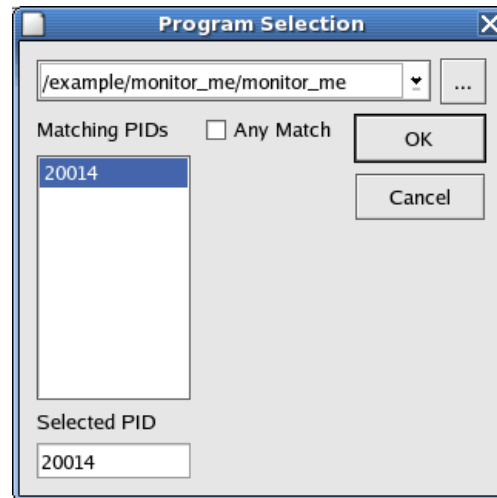 Program Selection
/example/monitor_me/monitor_me
...
Matching PIDs
Any Match
OK
20014
Cancel
Selected PID
20014